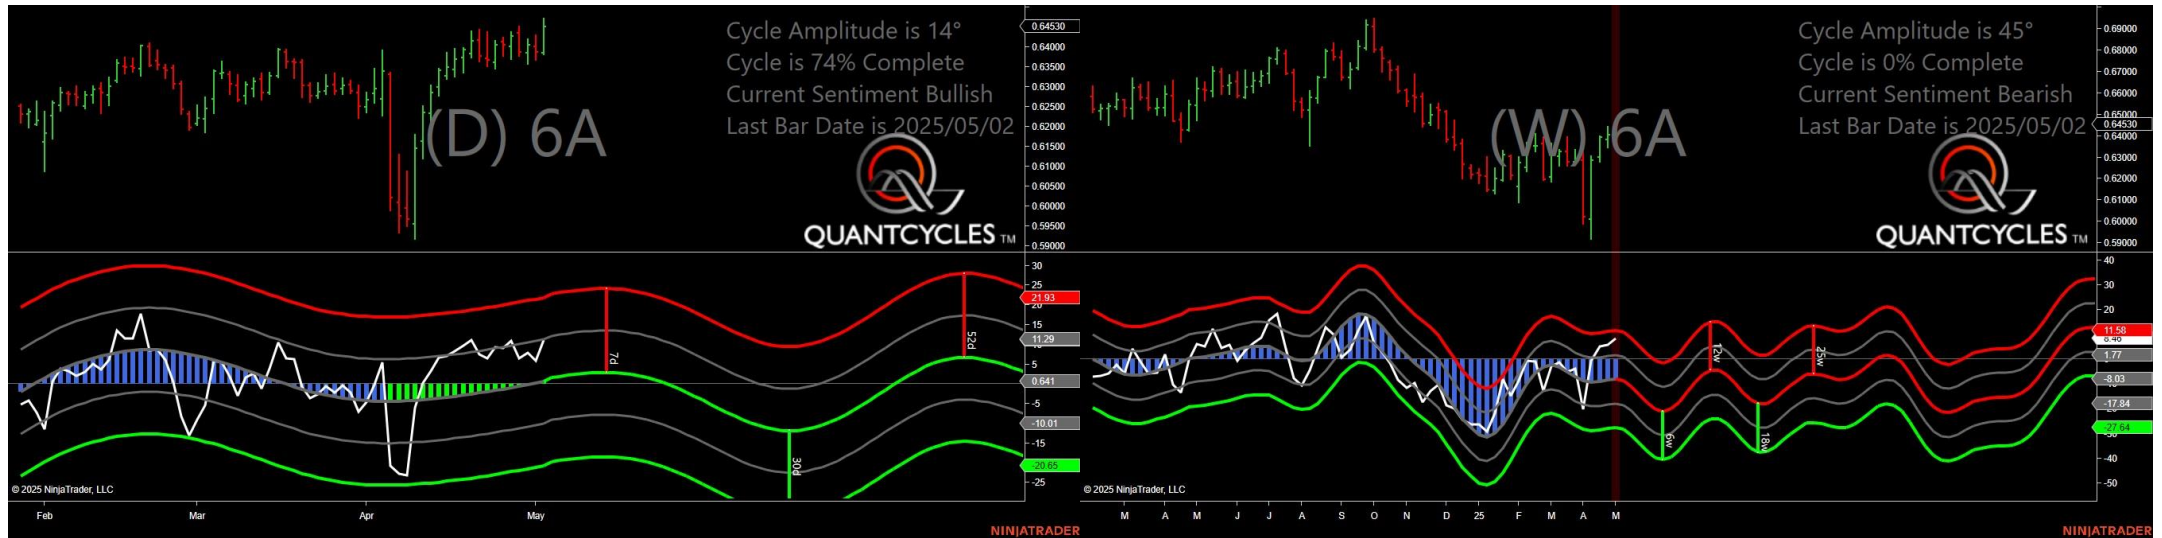 Cycle Amplitude is 14°
Cycle is 74% Complete
Current Sentiment Bullish
Last Bar Date is 2025/05/02
(D) 6A
QUANTCYCLES TM
0.64530
0.64000
0.63500
0.63000
0.62500
0.62000
0.61500
0.61000
0.60500
0.60000
0.59500
0.59000
30
25
21.93
20
15
11.29
5
0.641
-5
-10.01
-15
-20.65
-25
7d
30d
52d
© 2025 NinjaTrader, LLC
Feb Mar Apr May
NINJATRADER
Cycle Amplitude is 45°
Cycle is 0% Complete
Current Sentiment Bearish
Last Bar Date is 2025/05/02
(W) 6A
QUANTCYCLES TM
0.69000
0.68000
0.67000
0.66000
0.65000
0.64530
0.64000
0.63000
0.62000
0.61000
0.60000
0.59000
40
30
20
11.58
1.77
-8.03
-17.84
-27.64
-40
-50
6w
12w
18w
25w
© 2025 NinjaTrader, LLC
M A M J J A S O N D 25 F M A M
NINJATRADER